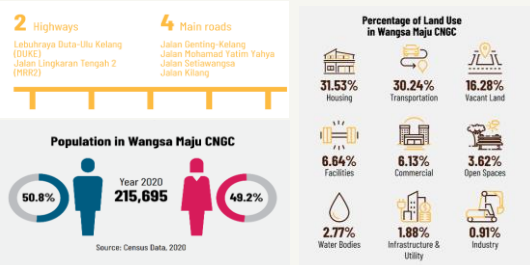 2 Highways
Lebuhraya Duta-Ulu Kelang
(DUKE)
Jalan Lingkaran Tengah 2
(MRR2)
4 Main roads
Jalan Genting-Kelang
Jalan Mohamad Yatim Yahya
Jalan Setiawangsa
Jalan Kilang
Population in Wangsa Maju CNGC
50.8%
Year 2020
215,695
49.2%
Source: Census Data, 2020
Percentage of Land Use
in Wangsa Maju CNGC
31.53%
Housing
30.24%
Transportation
16.28%
Vacant Land
6.64%
Facilities
6.13%
Commercial
3.62%
Open Spaces
2.77%
Water Bodies
1.88%
Infrastructure &
Utility
0.91%
Industry